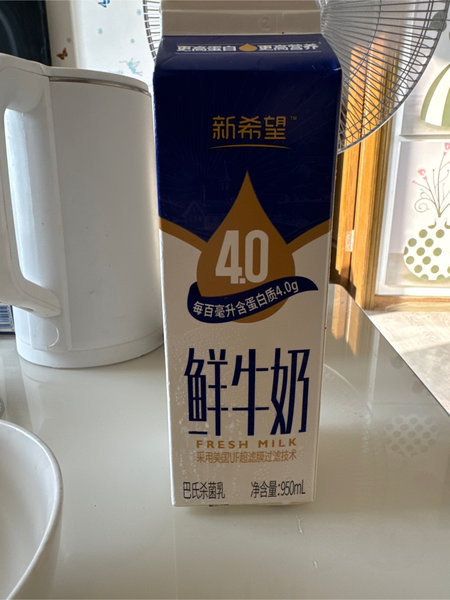 更高蛋白 更高营养
新希望™
4.0
每百毫升含蛋白质4.0g
鲜牛奶
FRESH MILK
采用美国UF超滤膜过滤技术
巴氏杀菌乳 净含量:950mL